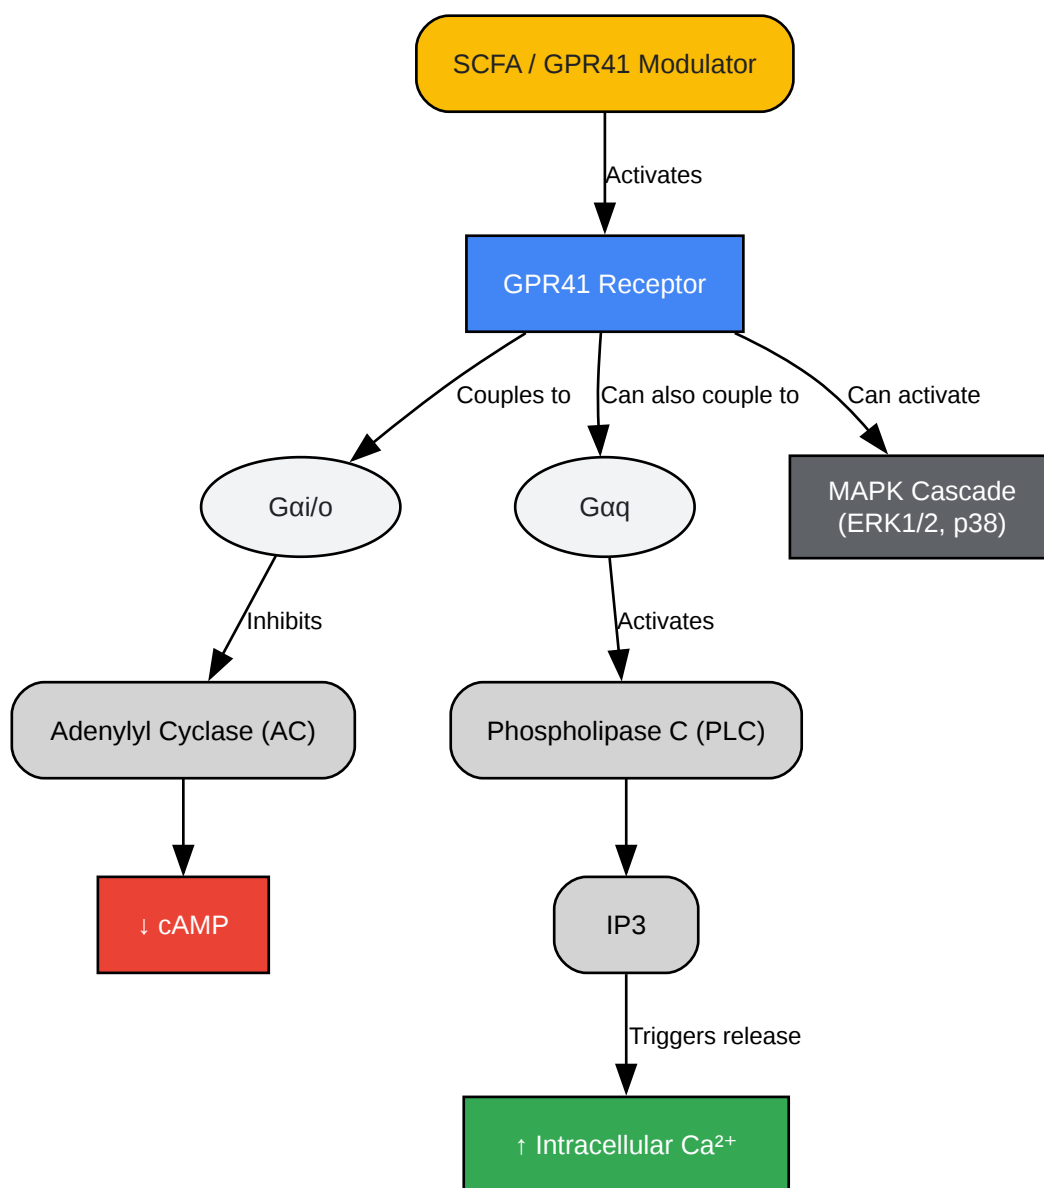 SCFA / GPR41 Modulator
Activates
GPR41 Receptor
Couples to
Can also couple to
Can activate
Gαi/o
Gαq
MAPK Cascade
(ERK1/2, p38)
Inhibits
Activates
Adenylyl Cyclase (AC)
Phospholipase C (PLC)
↓ cAMP
IP3
Triggers release
↑ Intracellular Ca²⁺